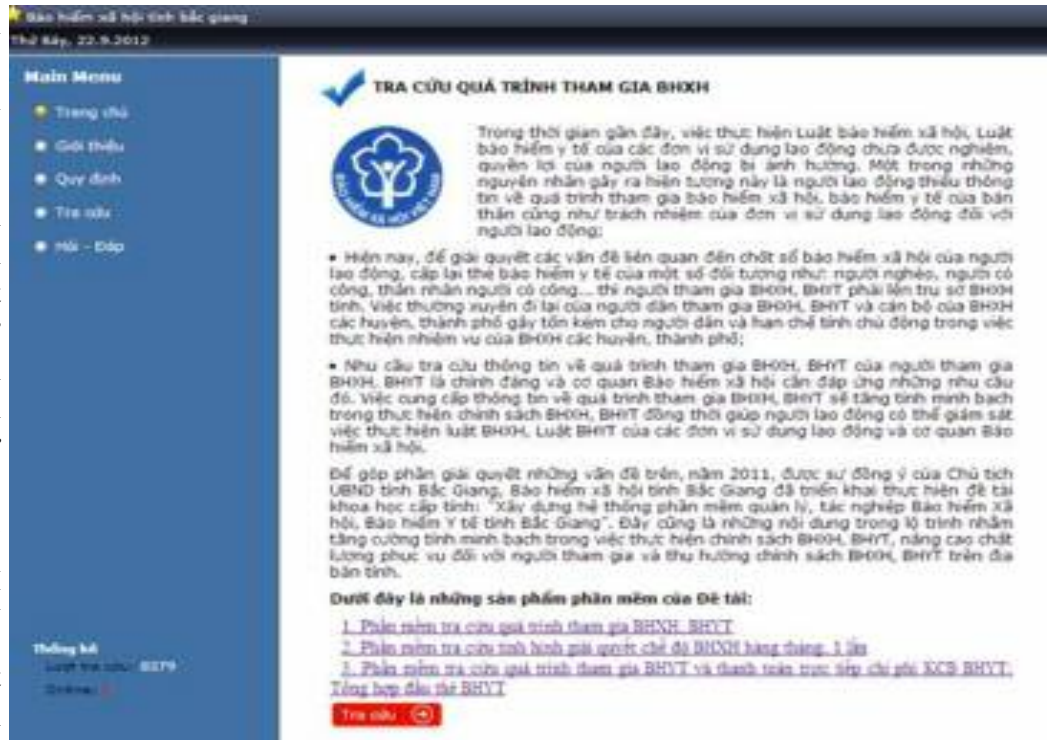 Bảo hiểm xã hội tỉnh bắc giang
Thứ Bảy, 22.9.2012
Main Menu
Trang chủ
Giới thiệu
Quy định
Tra cứu
Hỏi - Đáp
TRA CỨU QUÁ TRÌNH THAM GIA BHXH
BẢO HIỂM XÃ HỘI VIỆT NAM
Trong thời gian gần đây, việc thực hiện Luật bảo hiểm xã hội, Luật
bảo hiểm y tế của các đơn vị sử dụng lao động chưa được nghiêm,
quyền lợi của người lao động bị ảnh hưởng. Một trong những
nguyên nhân gây ra hiện tượng này là người lao động thiếu thông
tin về quá trình tham gia bảo hiểm xã hội, bảo hiểm y tế của bản
thân cũng như trách nhiệm của đơn vị sử dụng lao động đối với
người lao động;
• Hiện nay, để giải quyết các vấn đề liên quan đến chốt sổ bảo hiểm xã hội của người
lao động, cấp lại thẻ bảo hiểm y tế của một số đối tượng như: người nghèo, người có
công, thân nhân người có công... thì người tham gia BHXH, BHYT phải lên trụ sở BHXH
tỉnh. Việc thường xuyên đi lại của người dân tham gia BHXH, BHYT và cán bộ của BHXH
các huyện, thành phố gây tốn kém cho người dân và hạn chế tính chủ động trong việc
thực hiện nhiệm vụ của BHXH các huyện, thành phố;
• Nhu cầu tra cứu thông tin về quá trình tham gia BHXH, BHYT của người tham gia
BHXH, BHYT là chính đáng và cơ quan Bảo hiểm xã hội cần đáp ứng những nhu cầu
đó. Việc cung cấp thông tin về quá trình tham gia BHXH, BHYT sẽ tăng tính minh bạch
trong thực hiện chính sách BHXH, BHYT đồng thời giúp người lao động có thể giám sát
việc thực hiện luật BHXH, Luật BHYT của các đơn vị sử dụng lao động và cơ quan Bảo
hiểm xã hội.
Để góp phần giải quyết những vấn đề trên, năm 2011, được sự đồng ý của Chủ tịch
UBND tỉnh Bắc Giang, Bảo hiểm xã hội tỉnh Bắc Giang đã triển khai thực hiện đề tài
khoa học cấp tỉnh: "Xây dựng hệ thống phần mềm quản lý, tác nghiệp Bảo hiểm Xã
hội, Bảo hiểm Y tế tỉnh Bắc Giang". Đây cũng là những nội dung trong lộ trình nhằm
tăng cường tính minh bạch trong việc thực hiện chính sách BHXH, BHYT, nâng cao chất
lượng phục vụ đối với người tham gia và thụ hưởng chính sách BHXH, BHYT trên địa
bàn tỉnh.
Dưới đây là những sản phẩm phần mềm của Đề tài:
1. Phần mềm tra cứu quá trình tham gia BHXH, BHYT
2. Phần mềm tra cứu tình hình giải quyết chế độ BHXH hàng tháng, 1 lần
3. Phần mềm tra cứu quá trình tham gia BHYT và thanh toán trực tiếp chi phí KCB BHYT;
Tổng hợp đầu thẻ BHYT
Tra cứu
Thống kê
Lượt tra cứu: 8279
Online: